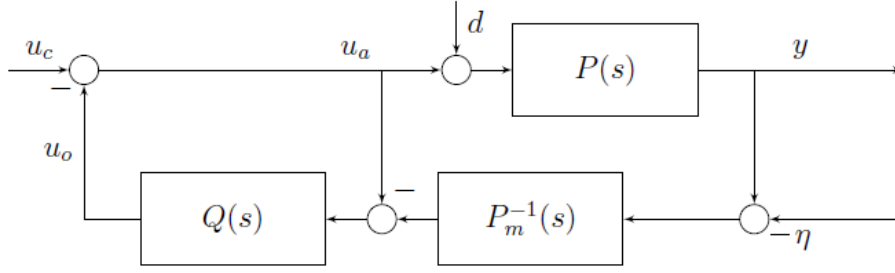 d
u_c
u_a
P(s)
y
−
u_o
Q(s)
−
P_m^{-1}(s)
− η